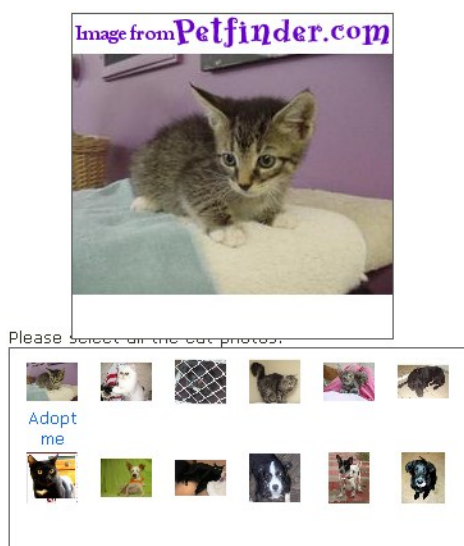 Image from Petfinder.com
Please select all the cat photos:
Adopt
me